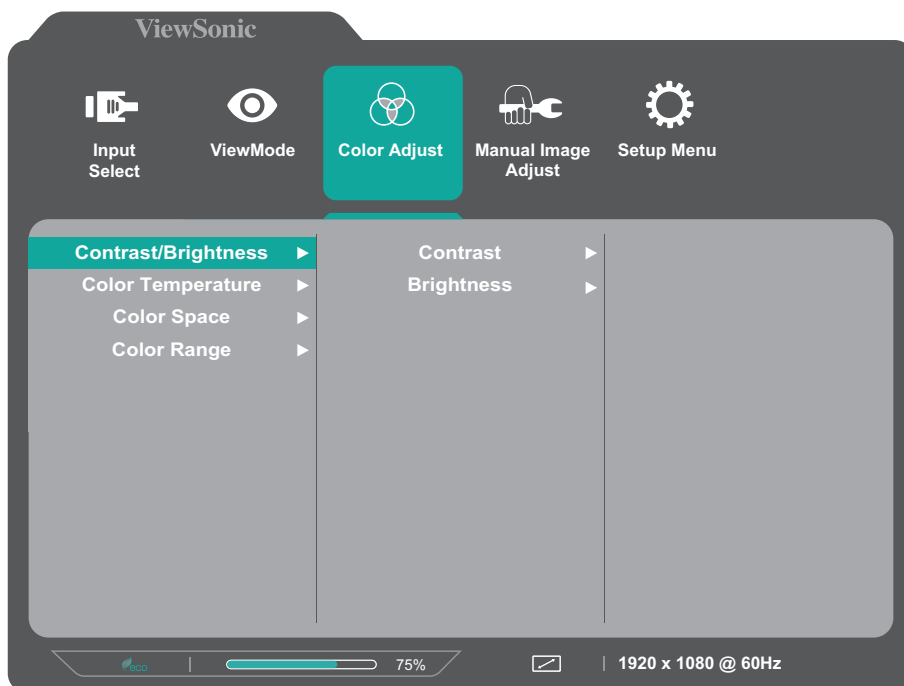 ViewSonic
Input
Select
ViewMode
Color Adjust
Manual Image
Adjust
Setup Menu
Contrast/Brightness
Color Temperature
Color Space
Color Range
Contrast
Brightness
eco
75%
1920 x 1080 @ 60Hz